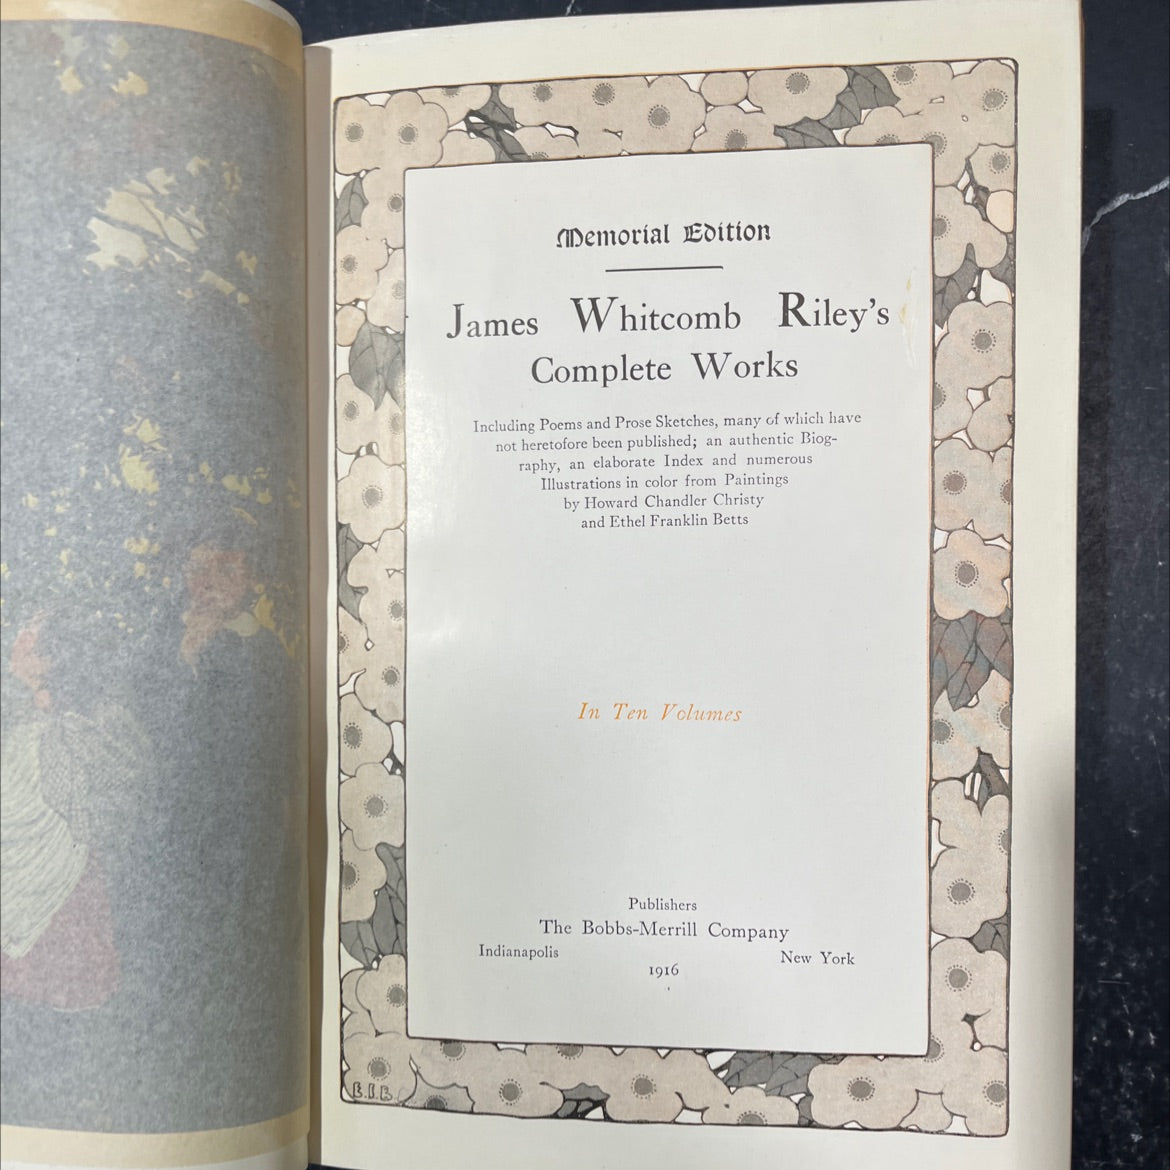 Memorial Edition
James Whitcomb Riley's
Complete Works
Including Poems and Prose Sketches, many of which have
not heretofore been published; an authentic Biog-
raphy, an elaborate Index and numerous
Illustrations in color from Paintings
by Howard Chandler Christy
and Ethel Franklin Betts
In Ten Volumes
Publishers
The Bobbs-Merrill Company
Indianapolis New York
1916